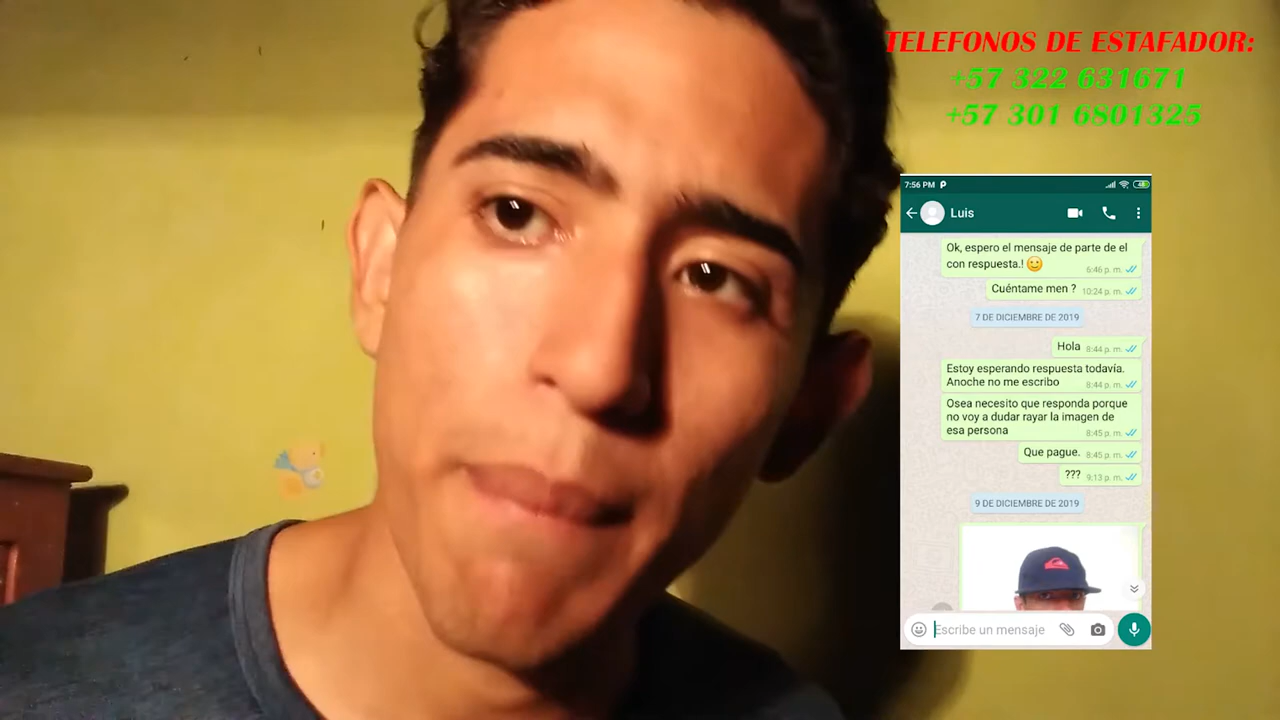 TELEFONOS DE ESTAFADOR:
+57 322 631671
+57 301 6801325
7:56 PM
Luis
Ok, espero el mensaje de parte de el
con respuesta.!
6:46 p. m.
Cuéntame men ? 10:24 p. m.
7 DE DICIEMBRE DE 2019
Hola 8:44 p. m.
Estoy esperando respuesta todavía.
Anoche no me escribo 8:44 p. m.
Osea necesito que responda porque
no voy a dudar rayar la imagen de
esa persona 8:45 p. m.
Que pague. 8:45 p. m.
??? 9:13 p. m.
9 DE DICIEMBRE DE 2019
Escribe un mensaje